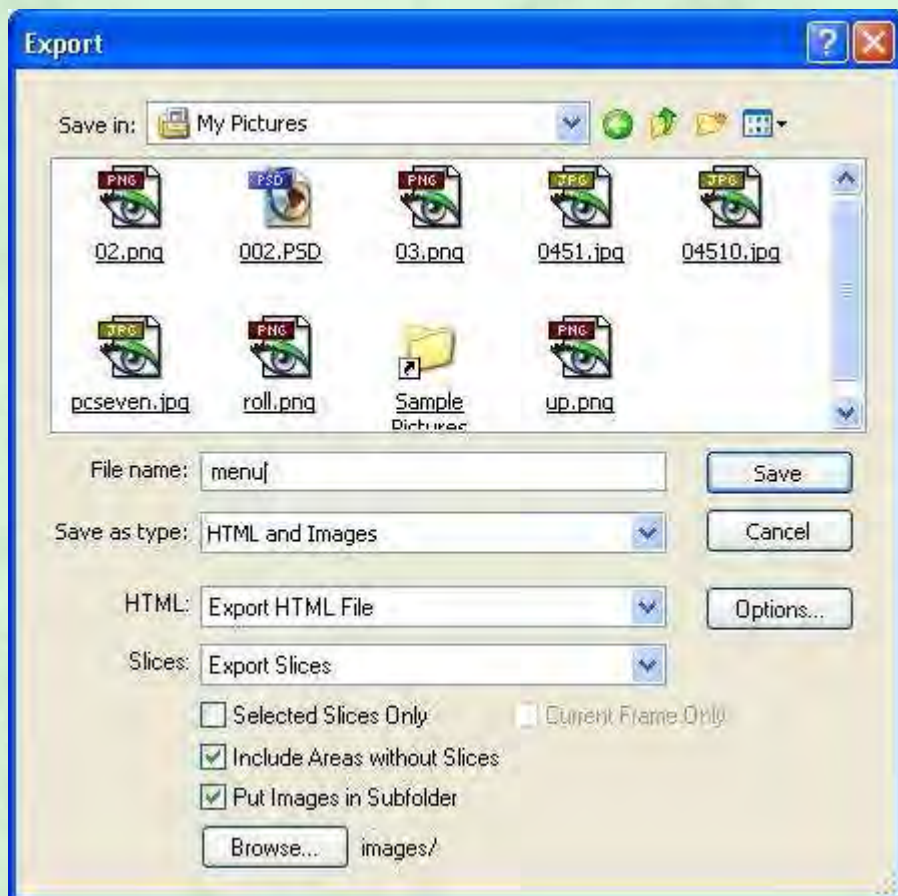 Export
Save in: My Pictures
PNG PSD PNG JPG JPG
02.png 002.PSD 03.png 0451.jpg 04510.jpg
JPG PNG PNG
pcseven.jpg roll.png Sample Pictures up.png
File name: menu Save
Save as type: HTML and Images Cancel
HTML: Export HTML File Options...
Slices: Export Slices
Selected Slices Only Current Frame Only
Include Areas without Slices
Put Images in Subfolder
Browse... images/